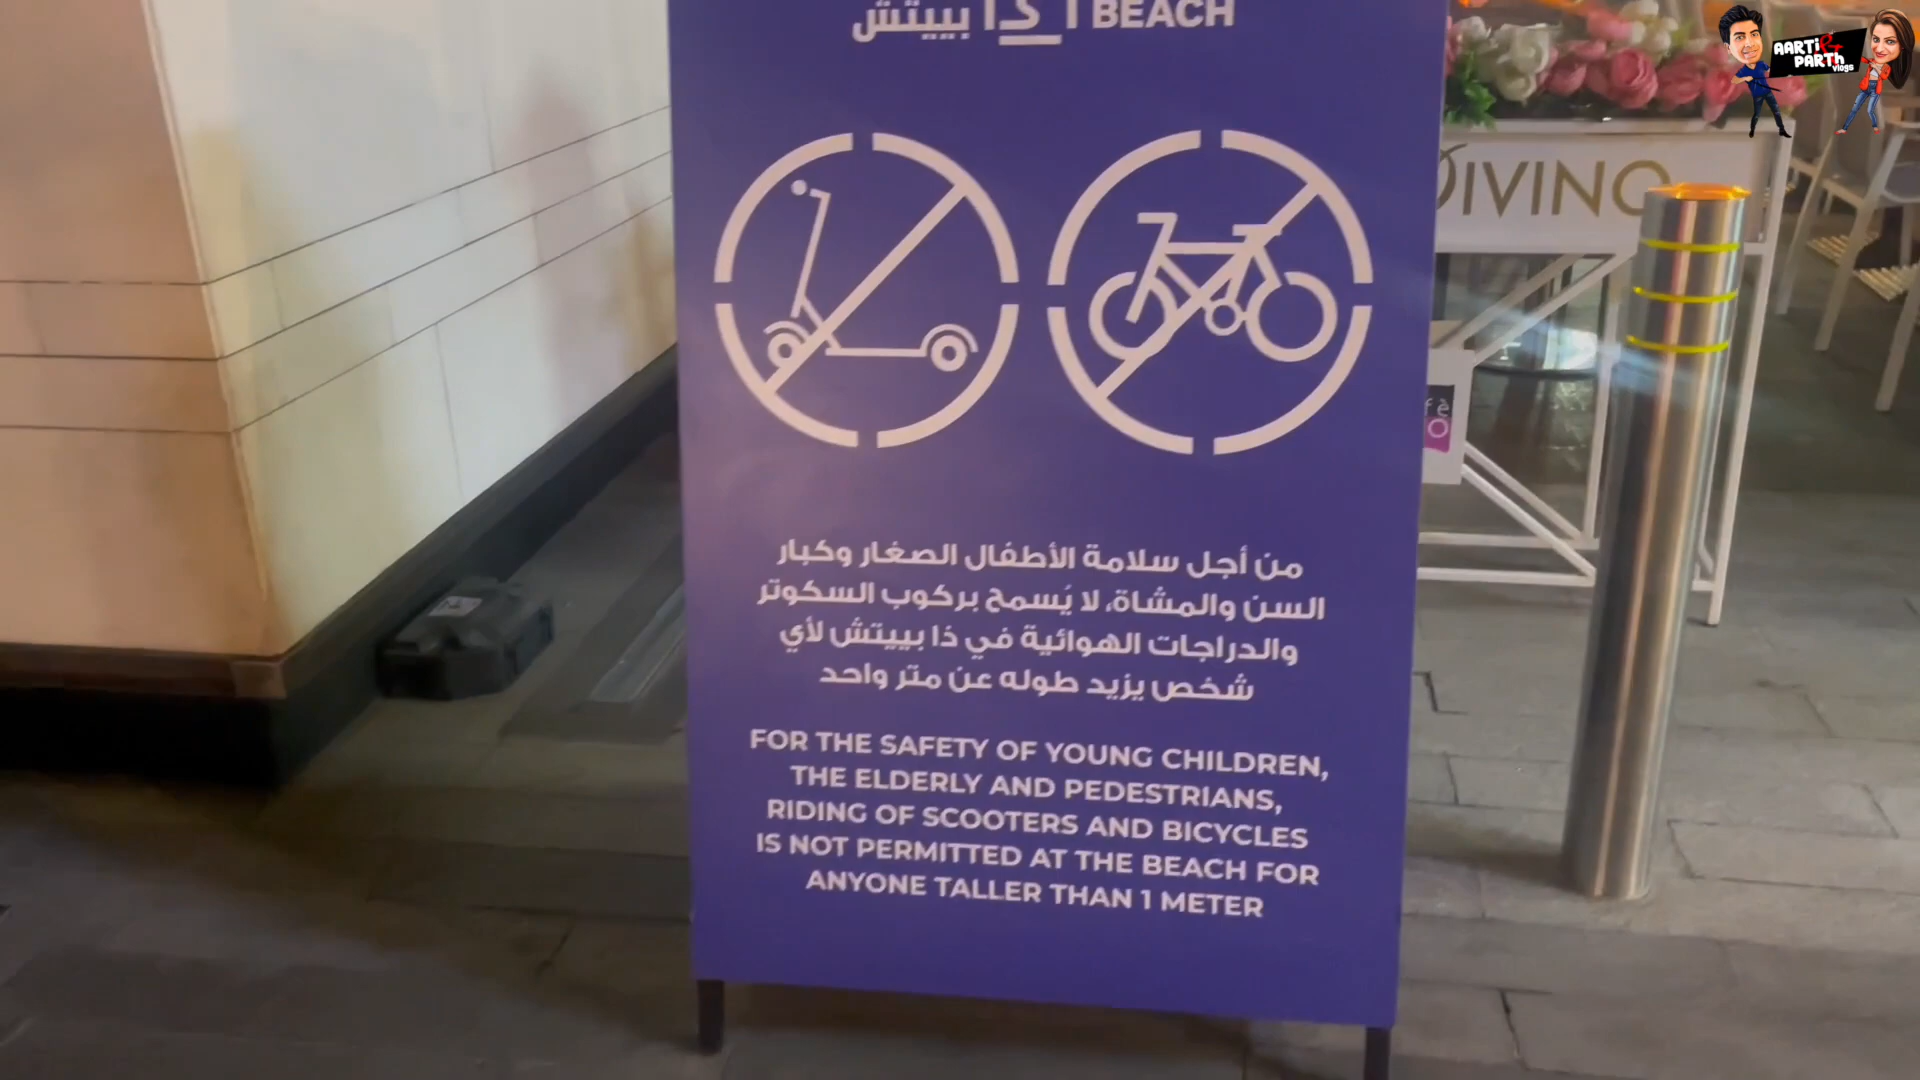 ذا بييتش BEACH
من أجل سلامة الأطفال الصغار وكبار
السن والمشاة، لا يُسمح بركوب السكوتر
والدراجات الهوائية في ذا بييتش لأي
شخص يزيد طوله عن متر واحد
FOR THE SAFETY OF YOUNG CHILDREN,
THE ELDERLY AND PEDESTRIANS,
RIDING OF SCOOTERS AND BICYCLES
IS NOT PERMITTED AT THE BEACH FOR
ANYONE TALLER THAN 1 METER
DIVINO
AARTI &
PARTH
Vlogs